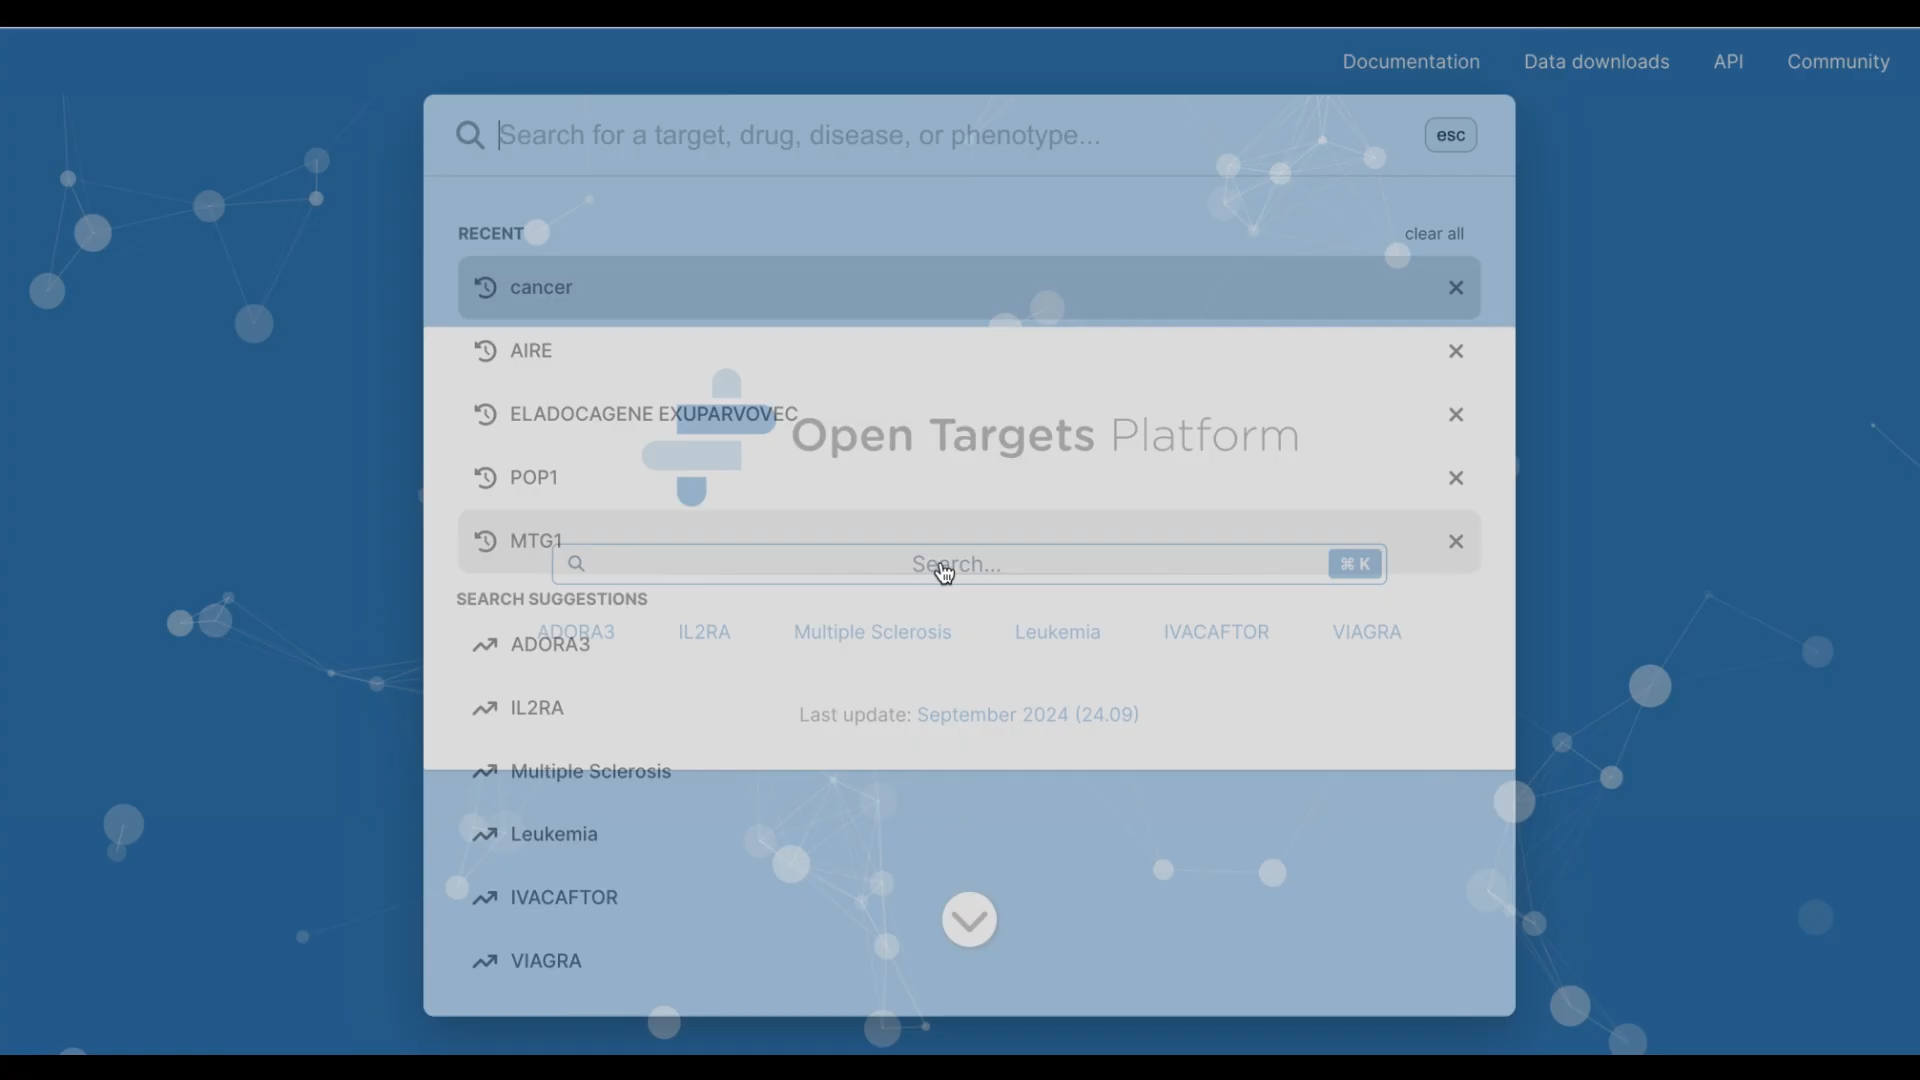 Documentation Data downloads API Community
Search for a target, drug, disease, or phenotype... esc
RECENT clear all
cancer
AIRE
ELADOCAGENE EXUPARVOVEC
Open Targets Platform
POP1
MTG1
Search... ⌘ K
SEARCH SUGGESTIONS
ADORA3 IL2RA Multiple Sclerosis Leukemia IVACAFTOR VIAGRA
ADORA3
IL2RA
Last update: September 2024 (24.09)
Multiple Sclerosis
Leukemia
IVACAFTOR
VIAGRA